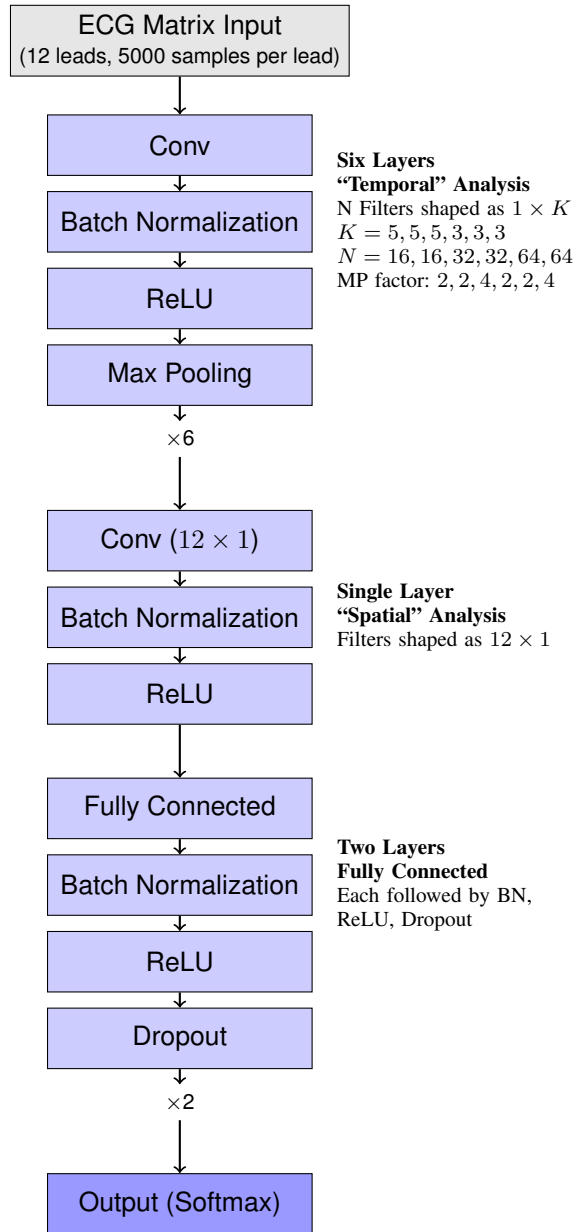 ECG Matrix Input
(12 leads, 5000 samples per lead)
Conv
Batch Normalization
ReLU
Max Pooling
×6
Six Layers
“Temporal” Analysis
N Filters shaped as 1 × K
K = 5, 5, 5, 3, 3, 3
N = 16, 16, 32, 32, 64, 64
MP factor: 2, 2, 4, 2, 2, 4
Conv (12 × 1)
Batch Normalization
ReLU
Single Layer
“Spatial” Analysis
Filters shaped as 12 × 1
Fully Connected
Batch Normalization
ReLU
Dropout
×2
Two Layers
Fully Connected
Each followed by BN,
ReLU, Dropout
Output (Softmax)